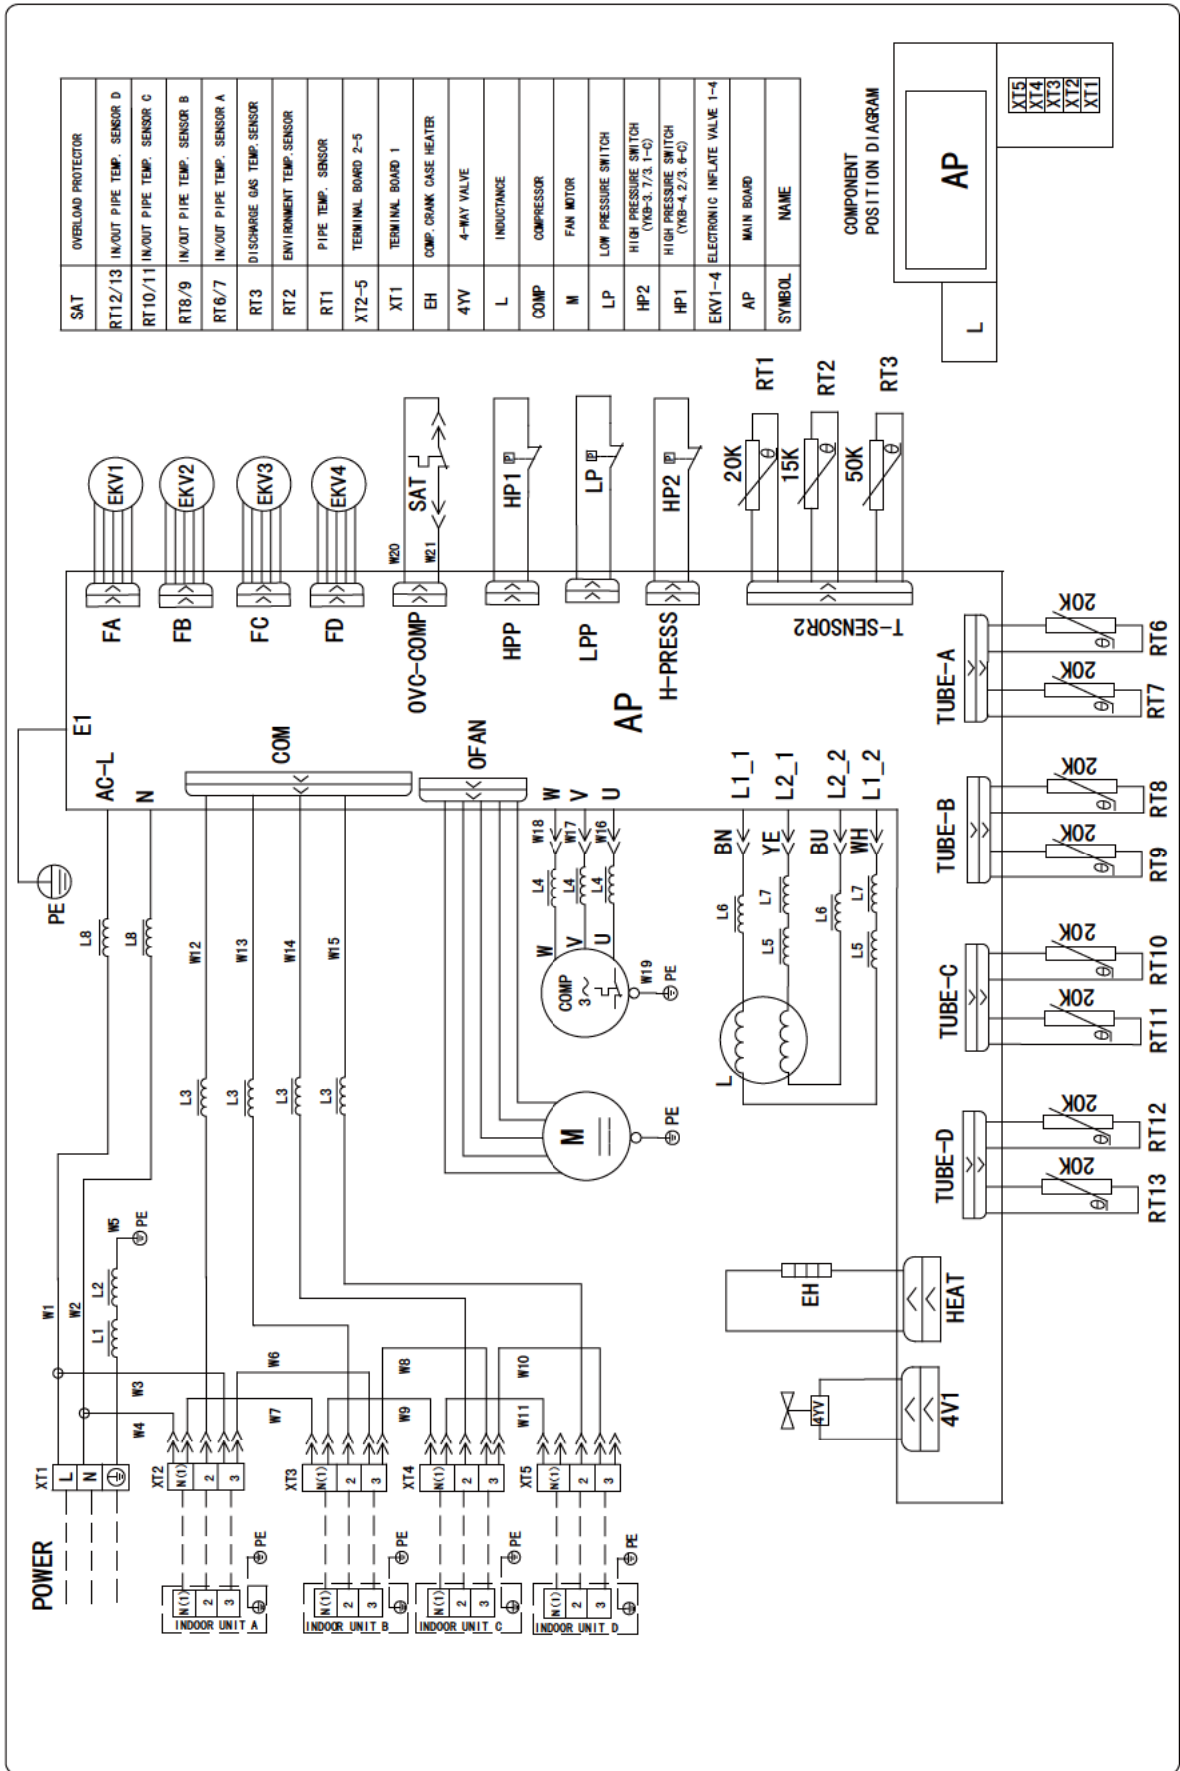 SAT OVERLOAD PROTECTOR
RT12/13 IN/OUT PIPE TEMP. SENSOR D
RT10/11 IN/OUT PIPE TEMP. SENSOR C
RT8/9 IN/OUT PIPE TEMP. SENSOR B
RT6/7 IN/OUT PIPE TEMP. SENSOR A
RT3 DISCHARGE GAS TEMP.SENSOR
RT2 ENVIRONMENT TEMP.SENSOR
RT1 PIPE TEMP. SENSOR
XT2-5 TERMINAL BOARD 2-5
XT1 TERMINAL BOARD 1
EH COMP. CRANK CASE HEATER
4YV 4-WAY VALVE
L INDUCTANCE
COMP COMPRESSOR
M FAN MOTOR
LP LOW PRESSURE SWITCH
HP2 HIGH PRESSURE SWITCH
(YKB-3.7/3.1-C)
HP1 HIGH PRESSURE SWITCH
(YKB-4.2/3.6-C)
EKV1-4 ELECTRONIC INFLATE VALVE 1-4
AP MAIN BOARD
SYMBOL NAME
COMPONENT
POSITION DIAGRAM
AP
L
XT5
XT4
XT3
XT2
XT1
EKV1
EKV2
EKV3
EKV4
SAT
W20
W21
HP1
P
LP
P
HP2
P
20K
θ
RT1
15K
θ
RT2
50K
θ
RT3
FA
FB
FC
FD
OVC-COMP
HPP
LPP
H-PRESS
T-SENSOR2
AP
E1
PE
AC-L
N
COM
OFAN
W
V
U
L1_1
L2_1
L2_2
L1_2
TUBE-A
20K
θ
RT6
20K
θ
RT7
TUBE-B
20K
θ
RT8
20K
θ
RT9
TUBE-C
20K
θ
RT10
20K
θ
RT11
TUBE-D
20K
θ
RT12
20K
θ
RT13
L8
L8
W12
W13
W14
W15
W18
W17
W16
L4
L4
L4
W
V
U
COMP
3~
W19
PE
BN
YE
BU
WH
L6
L7
L6
L7
L5
L5
L
L3
L3
L3
L3
M
PE
W1
W2
L1
L2
W5
PE
W3
W4
W6
W7
W8
W9
W10
W11
EH
HEAT
4YV
4V1
POWER
XT1
L
N
XT2
N(1)
2
3
XT3
N(1)
2
3
XT4
N(1)
2
3
XT5
N(1)
2
3
N(1)
2
3
PE
INDOOR UNIT A
N(1)
2
3
PE
INDOOR UNIT B
N(1)
2
3
PE
INDOOR UNIT C
N(1)
2
3
PE
INDOOR UNIT D